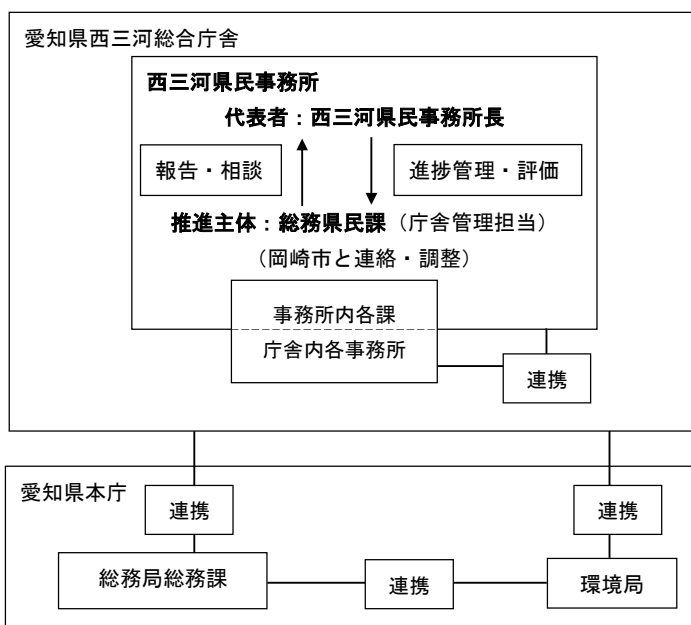 愛知県西三河総合庁舎
西三河県民事務所
代表者：西三河県民事務所長
報告・相談
進捗管理・評価
推進主体：総務県民課（庁舎管理担当）
（岡崎市と連絡・調整）
事務所内各課
庁舎内各事務所
連携
愛知県本庁
連携
連携
総務局総務課
連携
環境局